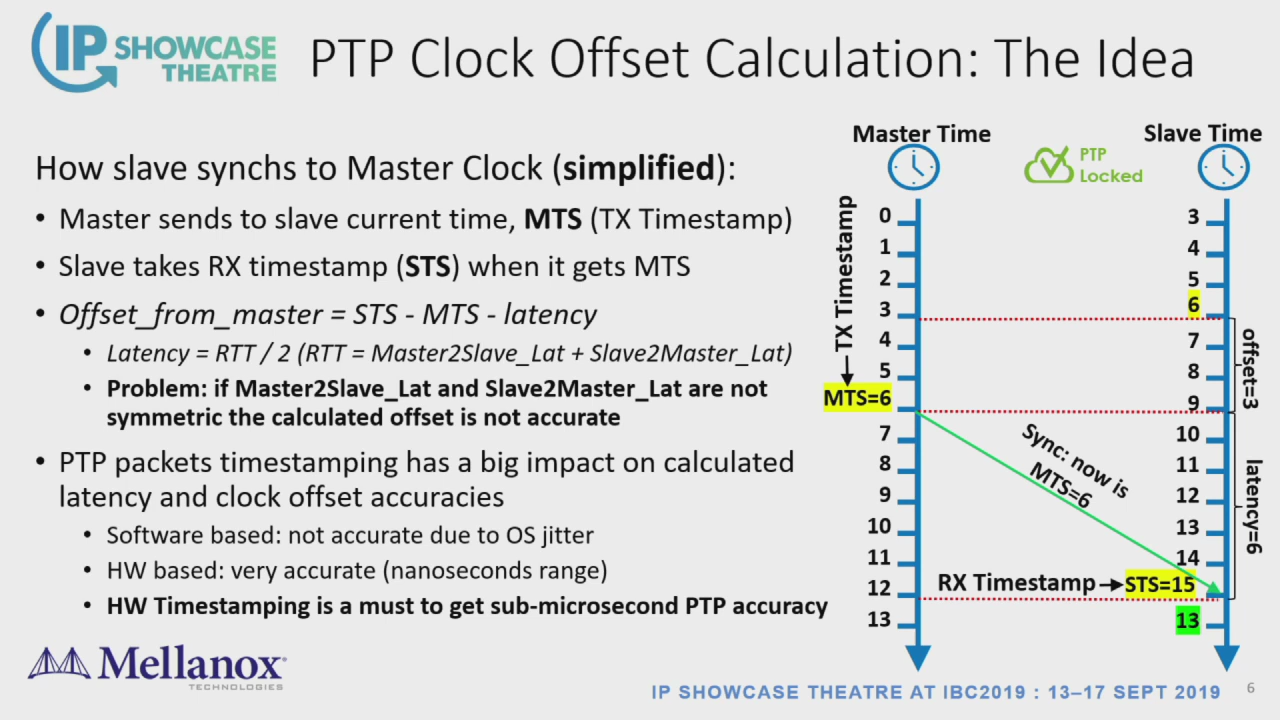 IP SHOWCASE THEATRE
PTP Clock Offset Calculation: The Idea
How slave synchs to Master Clock (simplified):
• Master sends to slave current time, MTS (TX Timestamp)
• Slave takes RX timestamp (STS) when it gets MTS
• Offset_from_master = STS - MTS - latency
• Latency = RTT / 2 (RTT = Master2Slave_Lat + Slave2Master_Lat)
• Problem: if Master2Slave_Lat and Slave2Master_Lat are not
symmetric the calculated offset is not accurate
• PTP packets timestamping has a big impact on calculated
latency and clock offset accuracies
• Software based: not accurate due to OS jitter
• HW based: very accurate (nanoseconds range)
• HW Timestamping is a must to get sub-microsecond PTP accuracy
Master Time
Slave Time
PTP
Locked
TX Timestamp
0
1
2
3
4
5
MTS=6
7
8
9
10
11
12
13
Sync: now is
MTS=6
RX Timestamp
3
4
5
6
7
8
9
10
11
12
13
14
STS=15
13
offset=3
latency=6
Mellanox
TECHNOLOGIES
IP SHOWCASE THEATRE AT IBC2019 : 13–17 SEPT 2019
6